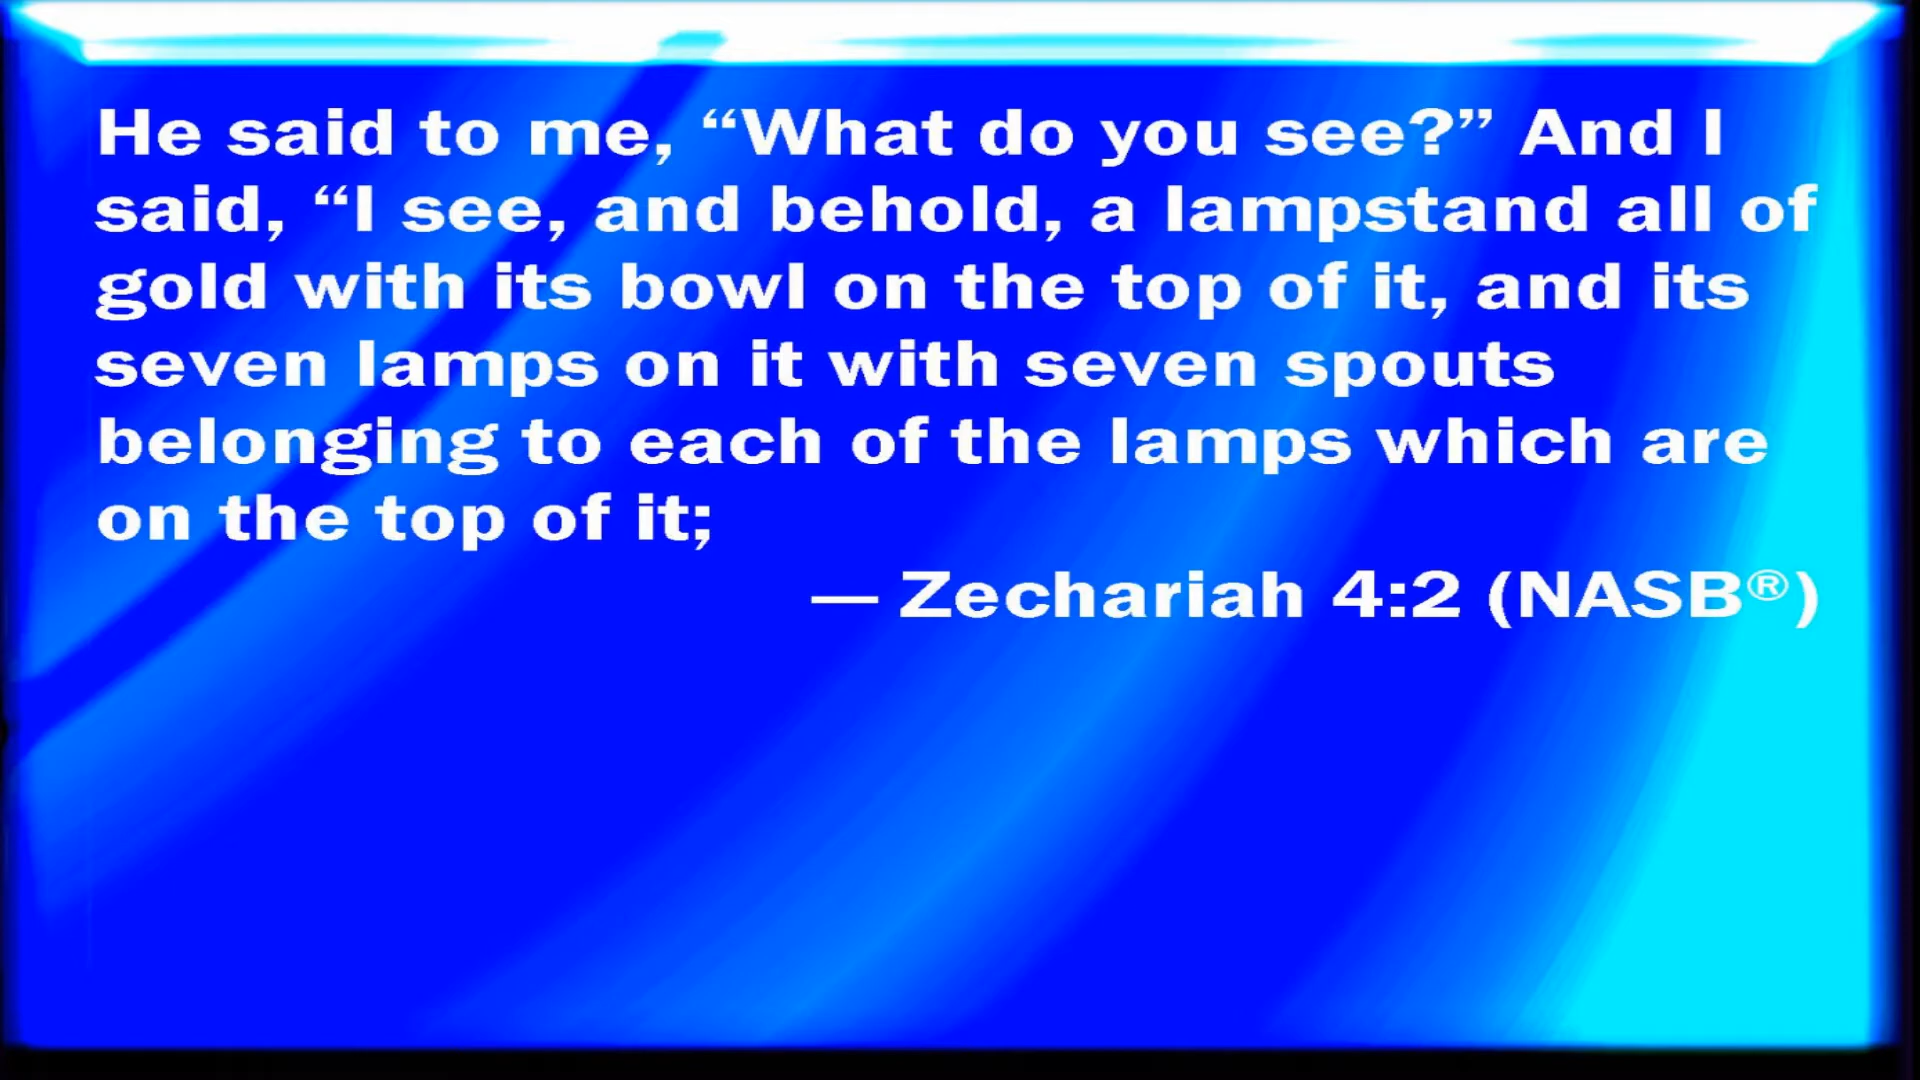 He said to me, “What do you see?” And I
said, “I see, and behold, a lampstand all of
gold with its bowl on the top of it, and its
seven lamps on it with seven spouts
belonging to each of the lamps which are
on the top of it;
— Zechariah 4:2 (NASB®)